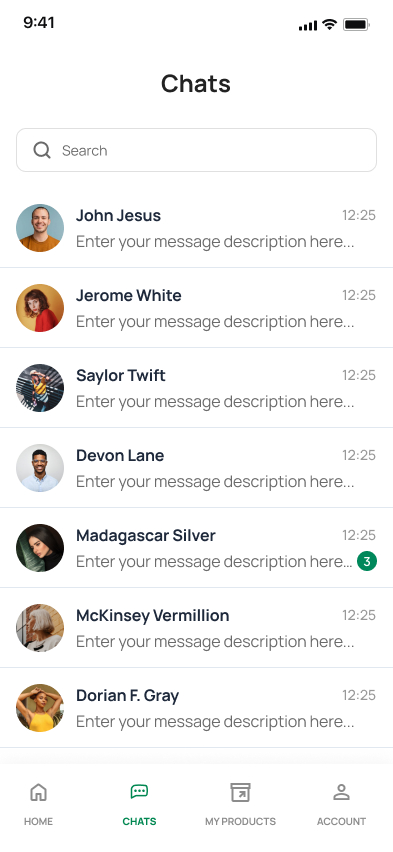 9:41
Chats
Search
John Jesus 12:25
Enter your message description here...
Jerome White 12:25
Enter your message description here...
Saylor Twift 12:25
Enter your message description here...
Devon Lane 12:25
Enter your message description here...
Madagascar Silver 12:25
Enter your message description here... 3
McKinsey Vermillion 12:25
Enter your message description here...
Dorian F. Gray 12:25
Enter your message description here...
HOME CHATS MY PRODUCTS ACCOUNT